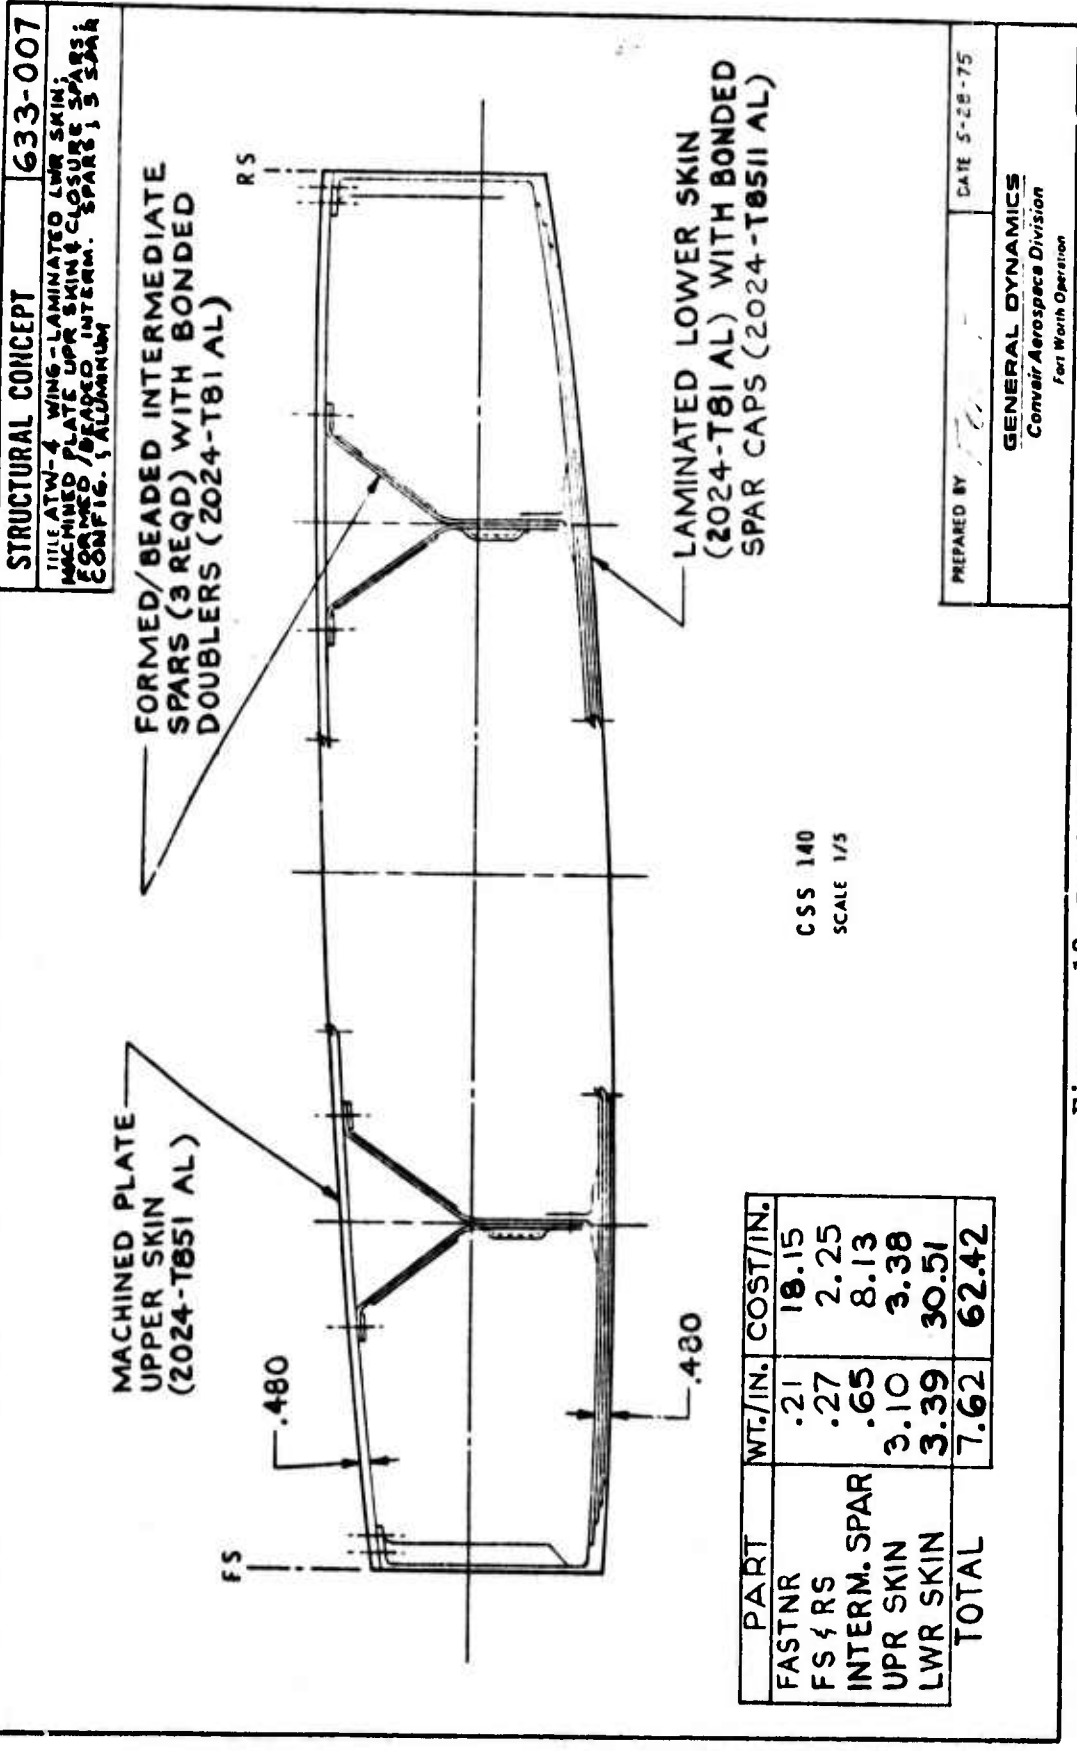 STRUCTURAL CONCEPT 633-007
TITLE ATW-4 WING-LAMINATED LWR SKIN;
MACHINED PLATE UPR SKIN & CLOSURE SPARS;
FORMED/BEADED INTERM. SPARS; 5 SPAR
CONFIG.; ALUMINUM
FORMED/BEADED INTERMEDIATE
SPARS (3 REQD) WITH BONDED
DOUBLERS (2024-T81 AL)
MACHINED PLATE
UPPER SKIN
(2024-T851 AL)
FS
RS
.480
.480
LAMINATED LOWER SKIN
(2024-T81 AL) WITH BONDED
SPAR CAPS (2024-T8511 AL)
CSS 140
SCALE 1/5
PART WT./IN. COST/IN.
FASTNR .21 18.15
FS & RS .27 2.25
INTERM. SPAR .65 8.13
UPR SKIN 3.10 3.38
LWR SKIN 3.39 30.51
TOTAL 7.62 62.42
PREPARED BY
DATE 5-28-75
GENERAL DYNAMICS
Convair Aerospace Division
Fort Worth Operation